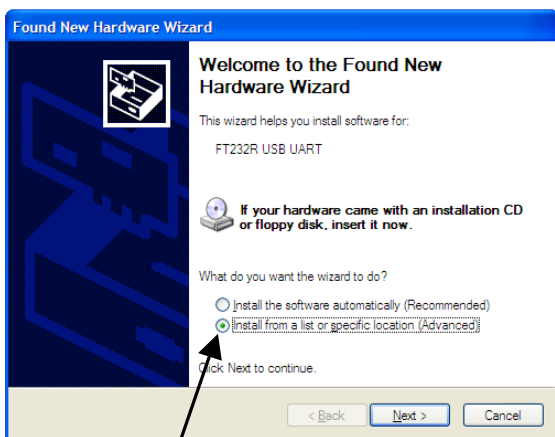 Found New Hardware Wizard
Welcome to the Found New
Hardware Wizard
This wizard helps you install software for:
FT232R USB UART
If your hardware came with an installation CD
or floppy disk, insert it now.
What do you want the wizard to do?
Install the software automatically (Recommended)
Install from a list or specific location (Advanced)
Click Next to continue.
< Back
Next >
Cancel